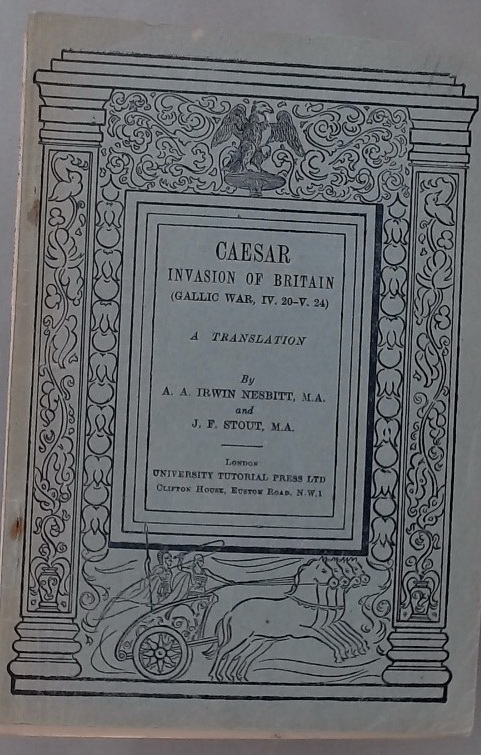 CAESAR
INVASION OF BRITAIN
(GALLIC WAR, IV. 20–V. 24)
A TRANSLATION
By
A. A. IRWIN NESBITT, M.A.
and
J. F. STOUT, M.A.
LONDON
UNIVERSITY TUTORIAL PRESS LTD
CLIFTON HOUSE, EUSTON ROAD, N.W.1